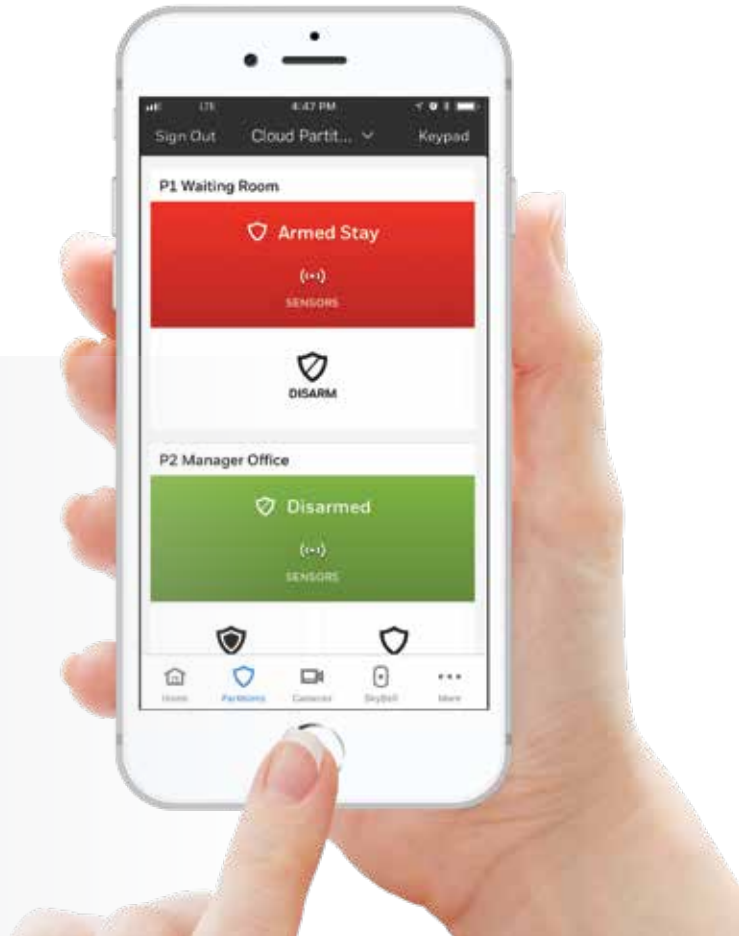 LTE 4:47 PM
Sign Out Cloud Partit... Keypad
P1 Waiting Room
Armed Stay
SENSORS
DISARM
P2 Manager Office
Disarmed
SENSORS
Home Partitions Cameras SkyBell More